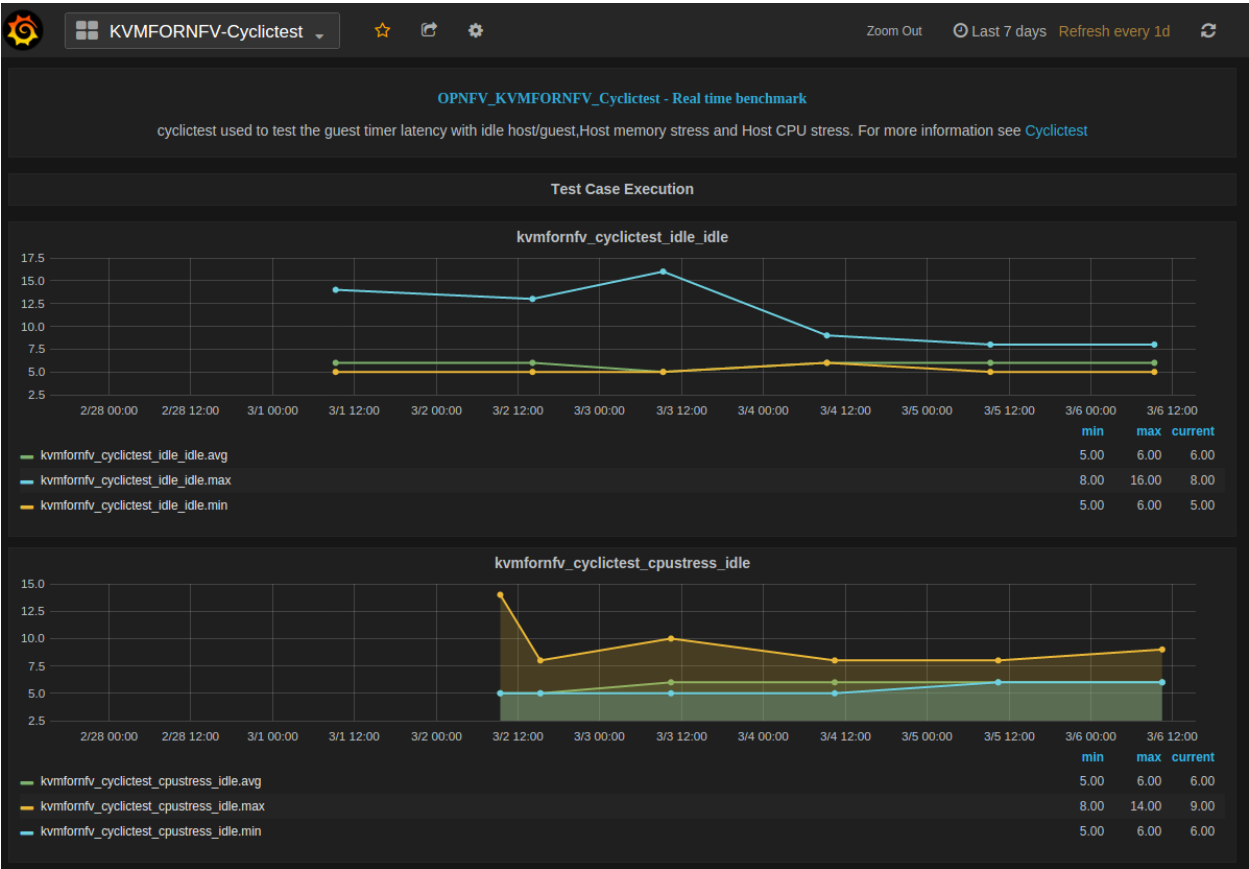 KVMFORNFV-Cyclictest
Zoom Out Last 7 days Refresh every 1d
OPNFV_KVMFORNFV_Cyclictest - Real time benchmark
cyclictest used to test the guest timer latency with idle host/guest,Host memory stress and Host CPU stress. For more information see Cyclictest
Test Case Execution
kvmfornfv_cyclictest_idle_idle
17.5
15.0
12.5
10.0
7.5
5.0
2.5
2/28 00:00 2/28 12:00 3/1 00:00 3/1 12:00 3/2 00:00 3/2 12:00 3/3 00:00 3/3 12:00 3/4 00:00 3/4 12:00 3/5 00:00 3/5 12:00 3/6 00:00 3/6 12:00
min max current
kvmfornfv_cyclictest_idle_idle.avg 5.00 6.00 6.00
kvmfornfv_cyclictest_idle_idle.max 8.00 16.00 8.00
kvmfornfv_cyclictest_idle_idle.min 5.00 6.00 5.00
kvmfornfv_cyclictest_cpustress_idle
15.0
12.5
10.0
7.5
5.0
2.5
2/28 00:00 2/28 12:00 3/1 00:00 3/1 12:00 3/2 00:00 3/2 12:00 3/3 00:00 3/3 12:00 3/4 00:00 3/4 12:00 3/5 00:00 3/5 12:00 3/6 00:00 3/6 12:00
min max current
kvmfornfv_cyclictest_cpustress_idle.avg 5.00 6.00 6.00
kvmfornfv_cyclictest_cpustress_idle.max 8.00 14.00 9.00
kvmfornfv_cyclictest_cpustress_idle.min 5.00 6.00 6.00